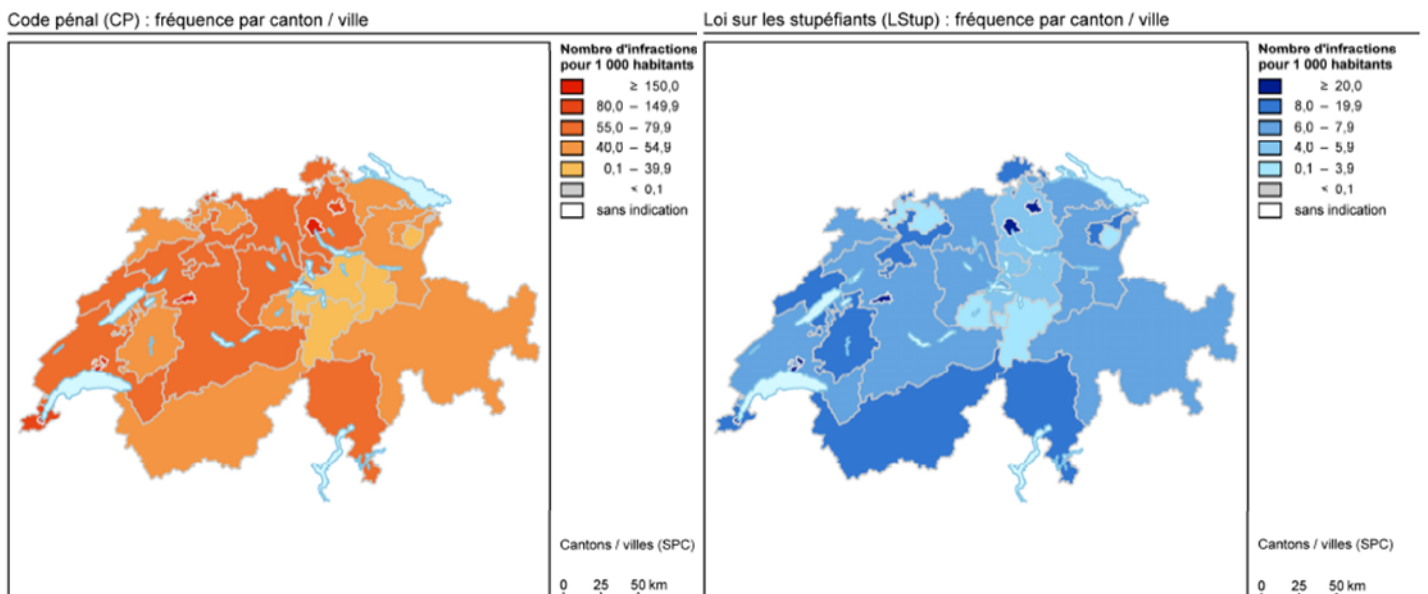 Code pénal (CP) : fréquence par canton / ville
Nombre d'infractions
pour 1 000 habitants
≥ 150,0
80,0 – 149,9
55,0 – 79,9
40,0 – 54,9
0,1 – 39,9
< 0,1
sans indication
Cantons / villes (SPC)
0 25 50 km
Loi sur les stupéfiants (LStup) : fréquence par canton / ville
Nombre d'infractions
pour 1 000 habitants
≥ 20,0
8,0 – 19,9
6,0 – 7,9
4,0 – 5,9
0,1 – 3,9
< 0,1
sans indication
Cantons / villes (SPC)
0 25 50 km